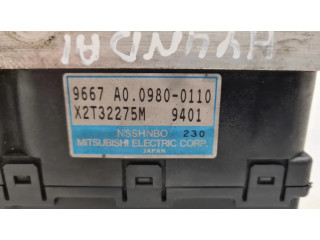 HYUNDAI
9667 A0.0980-0110
X2T32275M 9401
NSSHNBO 230
MITSUBISHI ELECTRIC CORP.
JAPAN